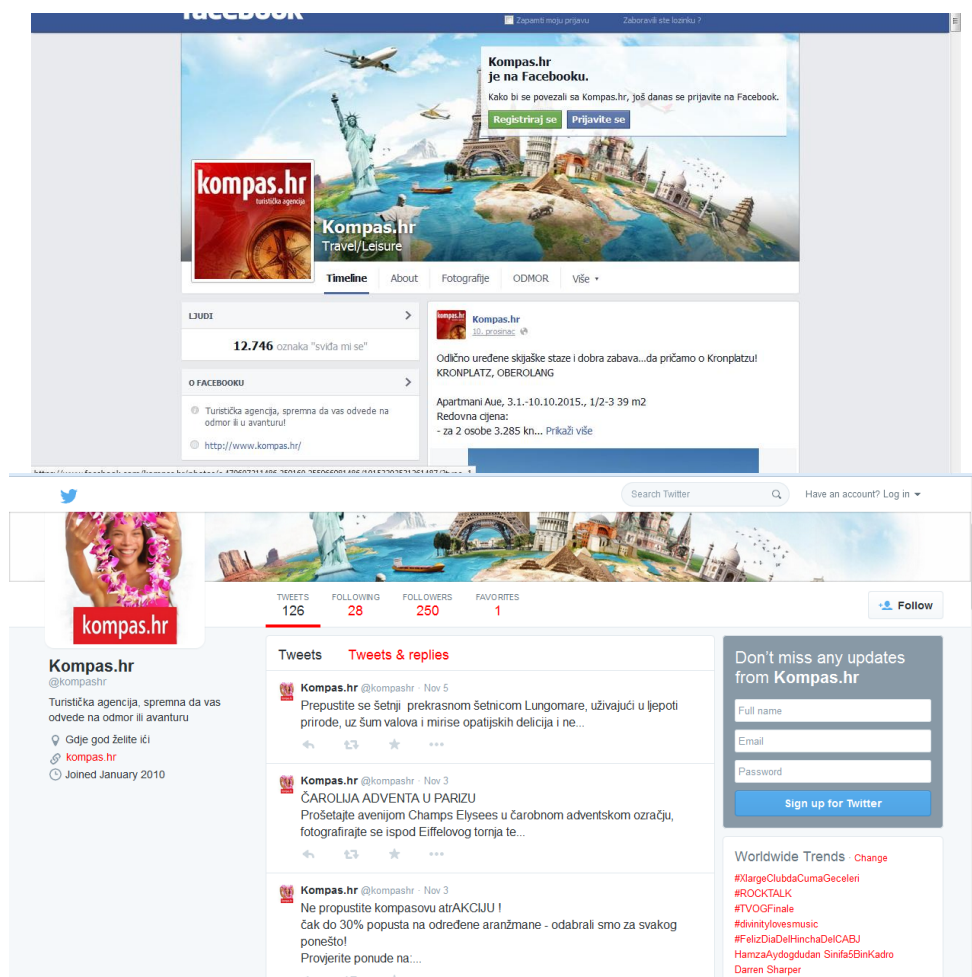 facebook
Zapamti moju prijavu
Zaboravili ste lozinku ?
Kompas.hr
je na Facebooku.
Kako bi se povezali sa Kompas.hr, još danas se prijavite na Facebook.
Registriraj se Prijavite se
kompas.hr
turistička agencija
Kompas.hr
Travel/Leisure
Timeline About Fotografije ODMOR Više
LJUDI
12.746 oznaka "sviđa mi se"
O FACEBOOKU
Turistička agencija, spremna da vas odvede na
odmor ili u avanturu!
http://www.kompas.hr/
kompas.hr
Kompas.hr
10. prosinac
Odlično uređene skijaške staze i dobra zabava...da pričamo o Kronplatzu!
KRONPLATZ, OBEROLANG
Apartmani Aue, 3.1.-10.10.2015., 1/2-3 39 m2
Redovna cijena:
- za 2 osobe 3.285 kn... Prikaži više
Search Twitter
Have an account? Log in
TWEETS FOLLOWING FOLLOWERS FAVORITES
126 28 250 1
Follow
kompas.hr
Kompas.hr
@kompashr
Turistička agencija, spremna da vas
odvede na odmor ili avanturu
Gdje god želite ići
kompas.hr
Joined January 2010
Tweets Tweets & replies
Kompas.hr @kompashr · Nov 5
Prepustite se šetnji prekrasnom šetnicom Lungomare, uživajući u ljepoti
prirode, uz šum valova i mirise opatijskih delicija i ne...
Kompas.hr @kompashr · Nov 3
ČAROLIJA ADVENTA U PARIZU
Prošetajte avenijom Champs Elysees u čarobnom adventskom ozračju,
fotografirajte se ispod Eiffelovog tornja te...
Kompas.hr @kompashr · Nov 3
Ne propustite kompasovu atrAKCIJU !
čak do 30% popusta na određene aranžmane - odabrali smo za svakog
ponešto!
Provjerite ponude na:...
Don't miss any updates
from Kompas.hr
Full name
Email
Password
Sign up for Twitter
Worldwide Trends · Change
#XlargeClubdaCumaGeceleri
#ROCKTALK
#TVOGFinale
#divinitylovesmusic
#FelizDiaDelHinchaDelCABJ
HamzaAydogdudan Sinifa5BinKadro
Darren Sharper